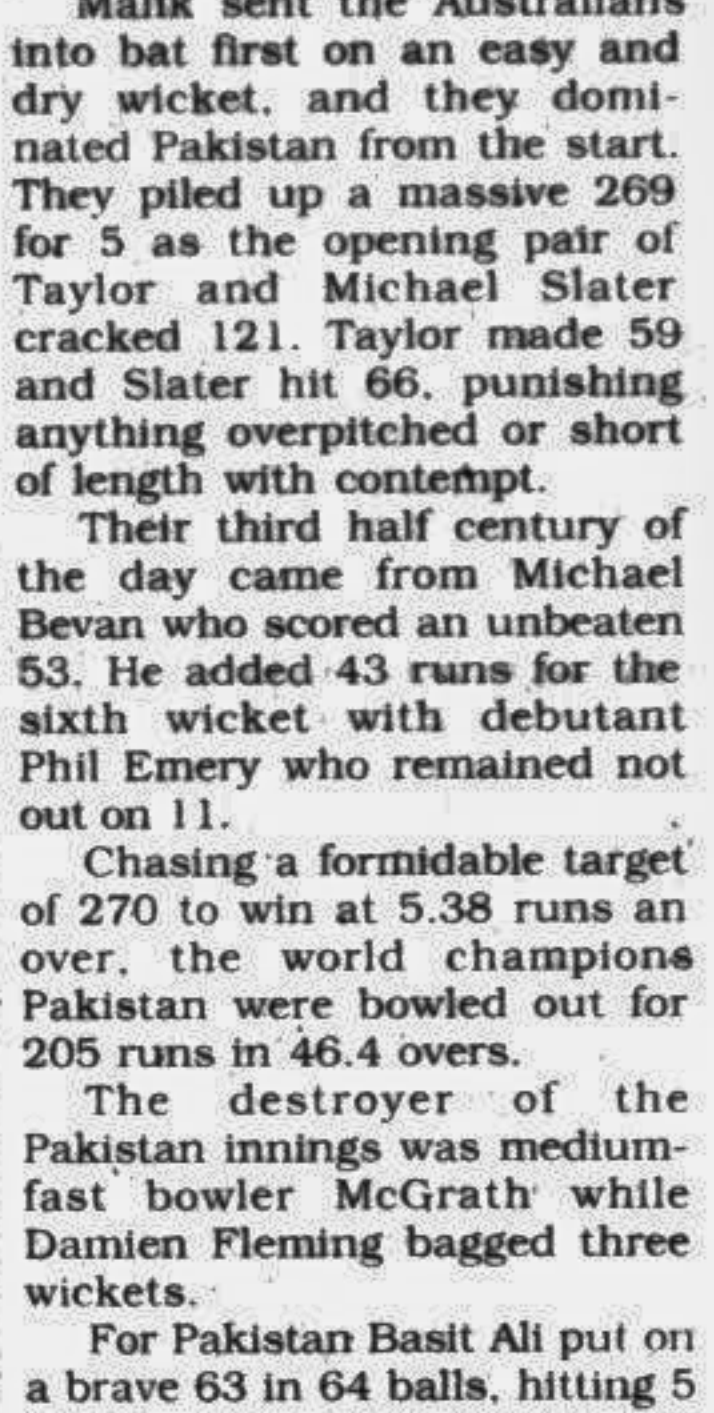 Malik sent the Australians
into bat first on an easy and
dry wicket, and they domi-
nated Pakistan from the start.
They piled up a massive 269
for 5 as the opening pair of
Taylor and Michael Slater
cracked 121. Taylor made 59
and Slater hit 66, punishing
anything overpitched or short
of length with contempt.
Their third half century of
the day came from Michael
Bevan who scored an unbeaten
53. He added 43 runs for the
sixth wicket with debutant
Phil Emery who remained not
out on 11.
Chasing a formidable target
of 270 to win at 5.38 runs an
over, the world champions
Pakistan were bowled out for
205 runs in 46.4 overs.
The destroyer of the
Pakistan innings was medium-
fast bowler McGrath while
Damien Fleming bagged three
wickets.
For Pakistan Basit Ali put on
a brave 63 in 64 balls, hitting 5